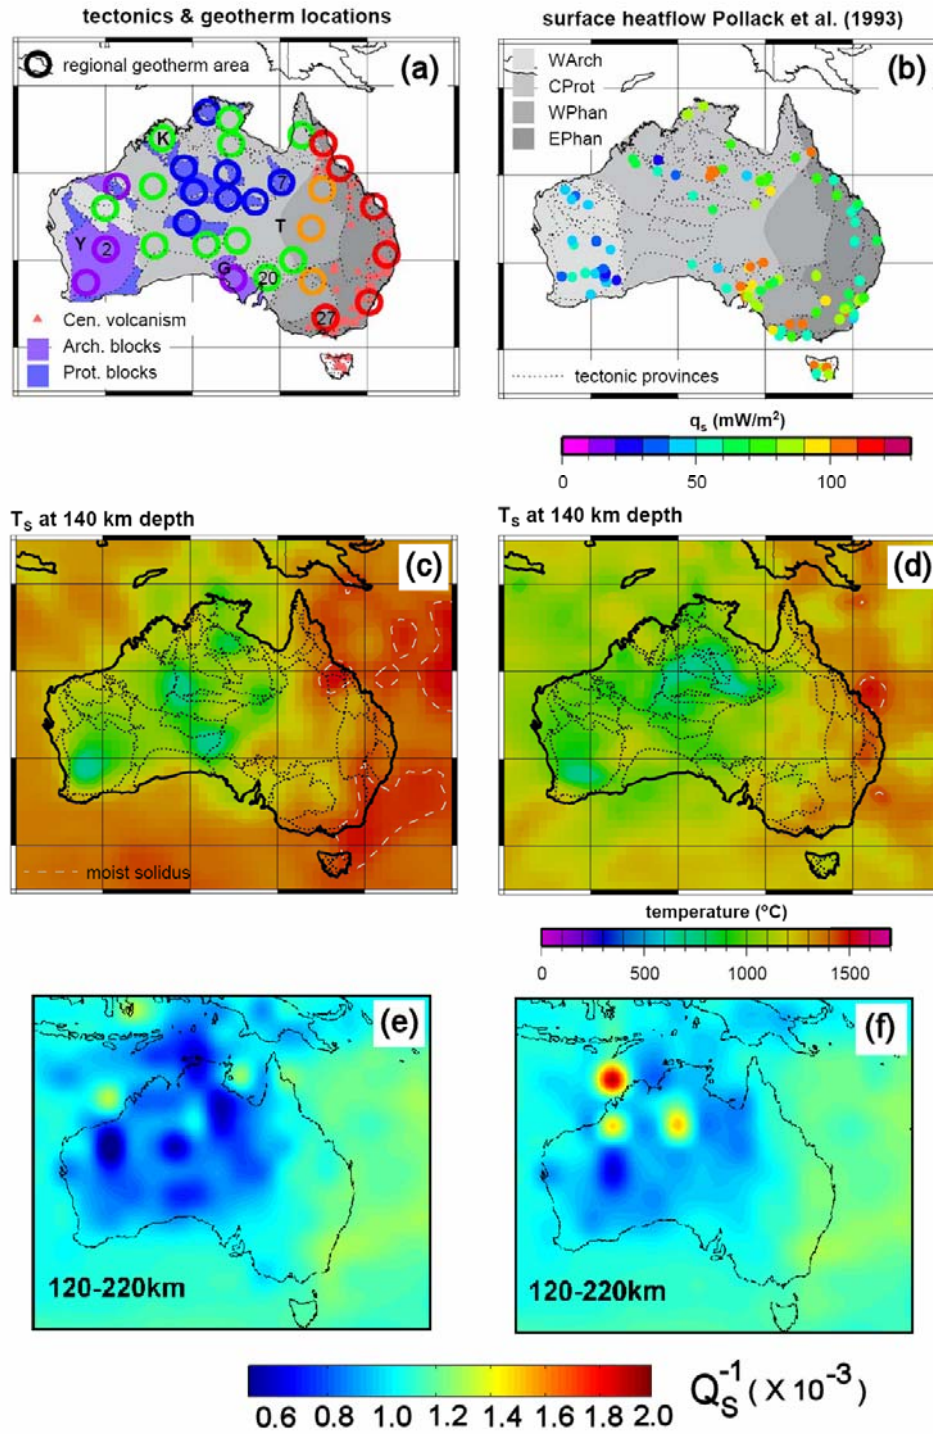 tectonics & geotherm locations
surface heatflow Pollack et al. (1993)
regional geotherm area
(a)
K
7
Y
2
T
G
20
27
Cen. volcanism
Arch. blocks
Prot. blocks
WArch
CProt
WPhan
EPhan
(b)
tectonic provinces
qs (mW/m²)
0 50 100
TS at 140 km depth
TS at 140 km depth
(c)
moist solidus
(d)
temperature (°C)
0 500 1000 1500
(e)
120-220km
(f)
120-220km
0.6 0.8 1.0 1.2 1.4 1.6 1.8 2.0
QS⁻¹ (X 10⁻³)